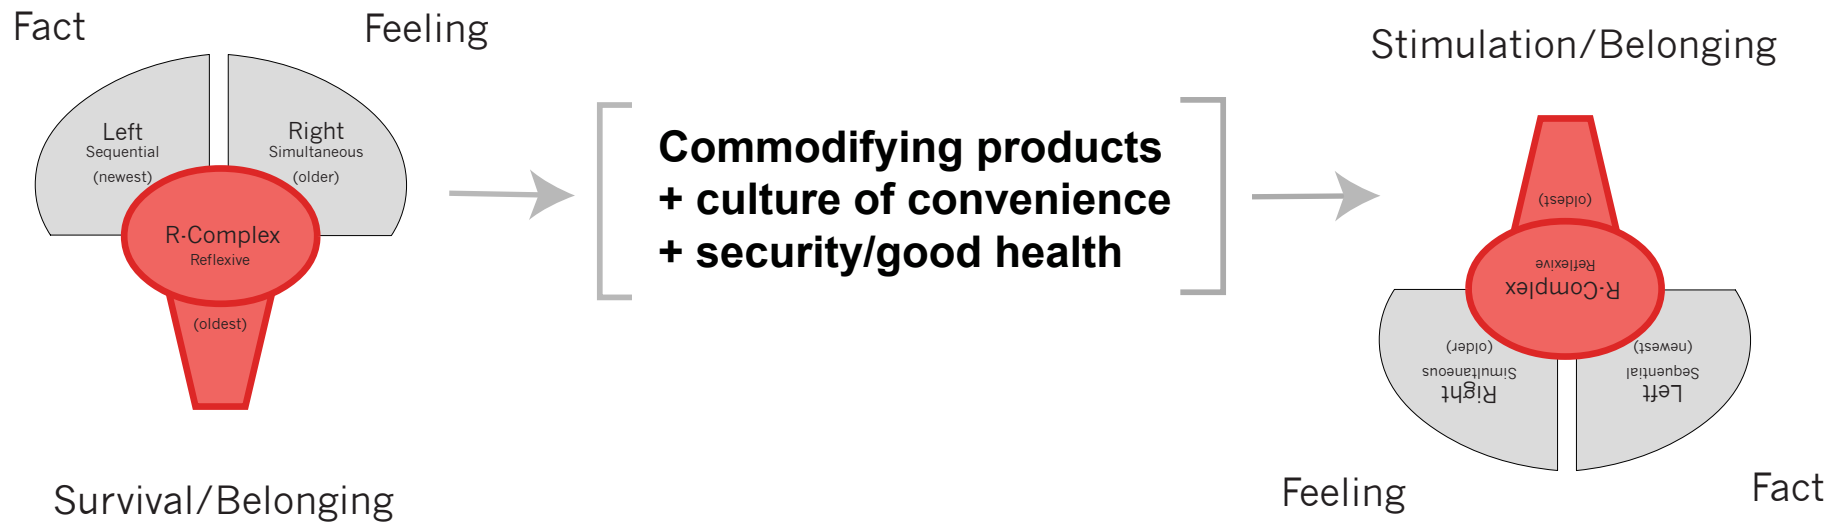 Fact
Feeling
Left
Sequential
(newest)
Right
Simultaneous
(older)
R-Complex
Reflexive
(oldest)
Survival/Belonging
Commodifying products
+ culture of convenience
+ security/good health
Stimulation/Belonging
(oldest)
Reflexive
R-Complex
(older)
Simultaneous
Right
(newest)
Sequential
Left
Feeling
Fact